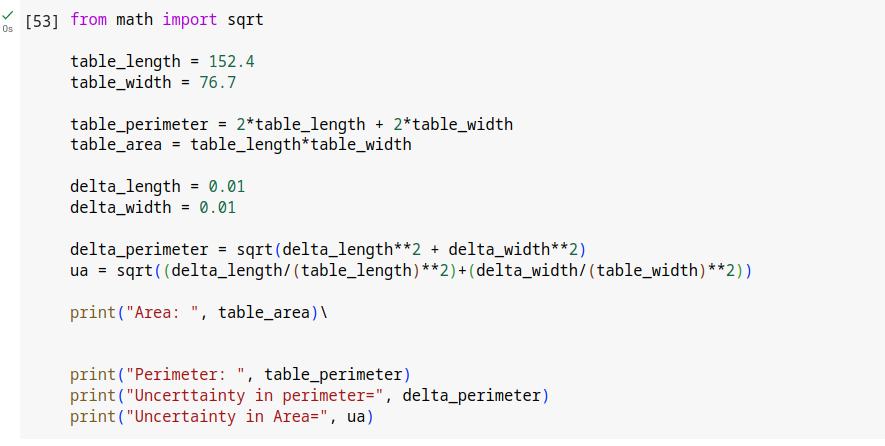 [53] from math import sqrt
0s
table_length = 152.4
table_width = 76.7
table_perimeter = 2*table_length + 2*table_width
table_area = table_length*table_width
delta_length = 0.01
delta_width = 0.01
delta_perimeter = sqrt(delta_length**2 + delta_width**2)
ua = sqrt((delta_length/(table_length)**2)+(delta_width/(table_width)**2))
print("Area: ", table_area)\
print("Perimeter: ", table_perimeter)
print("Uncerttainty in perimeter=", delta_perimeter)
print("Uncertainty in Area=", ua)